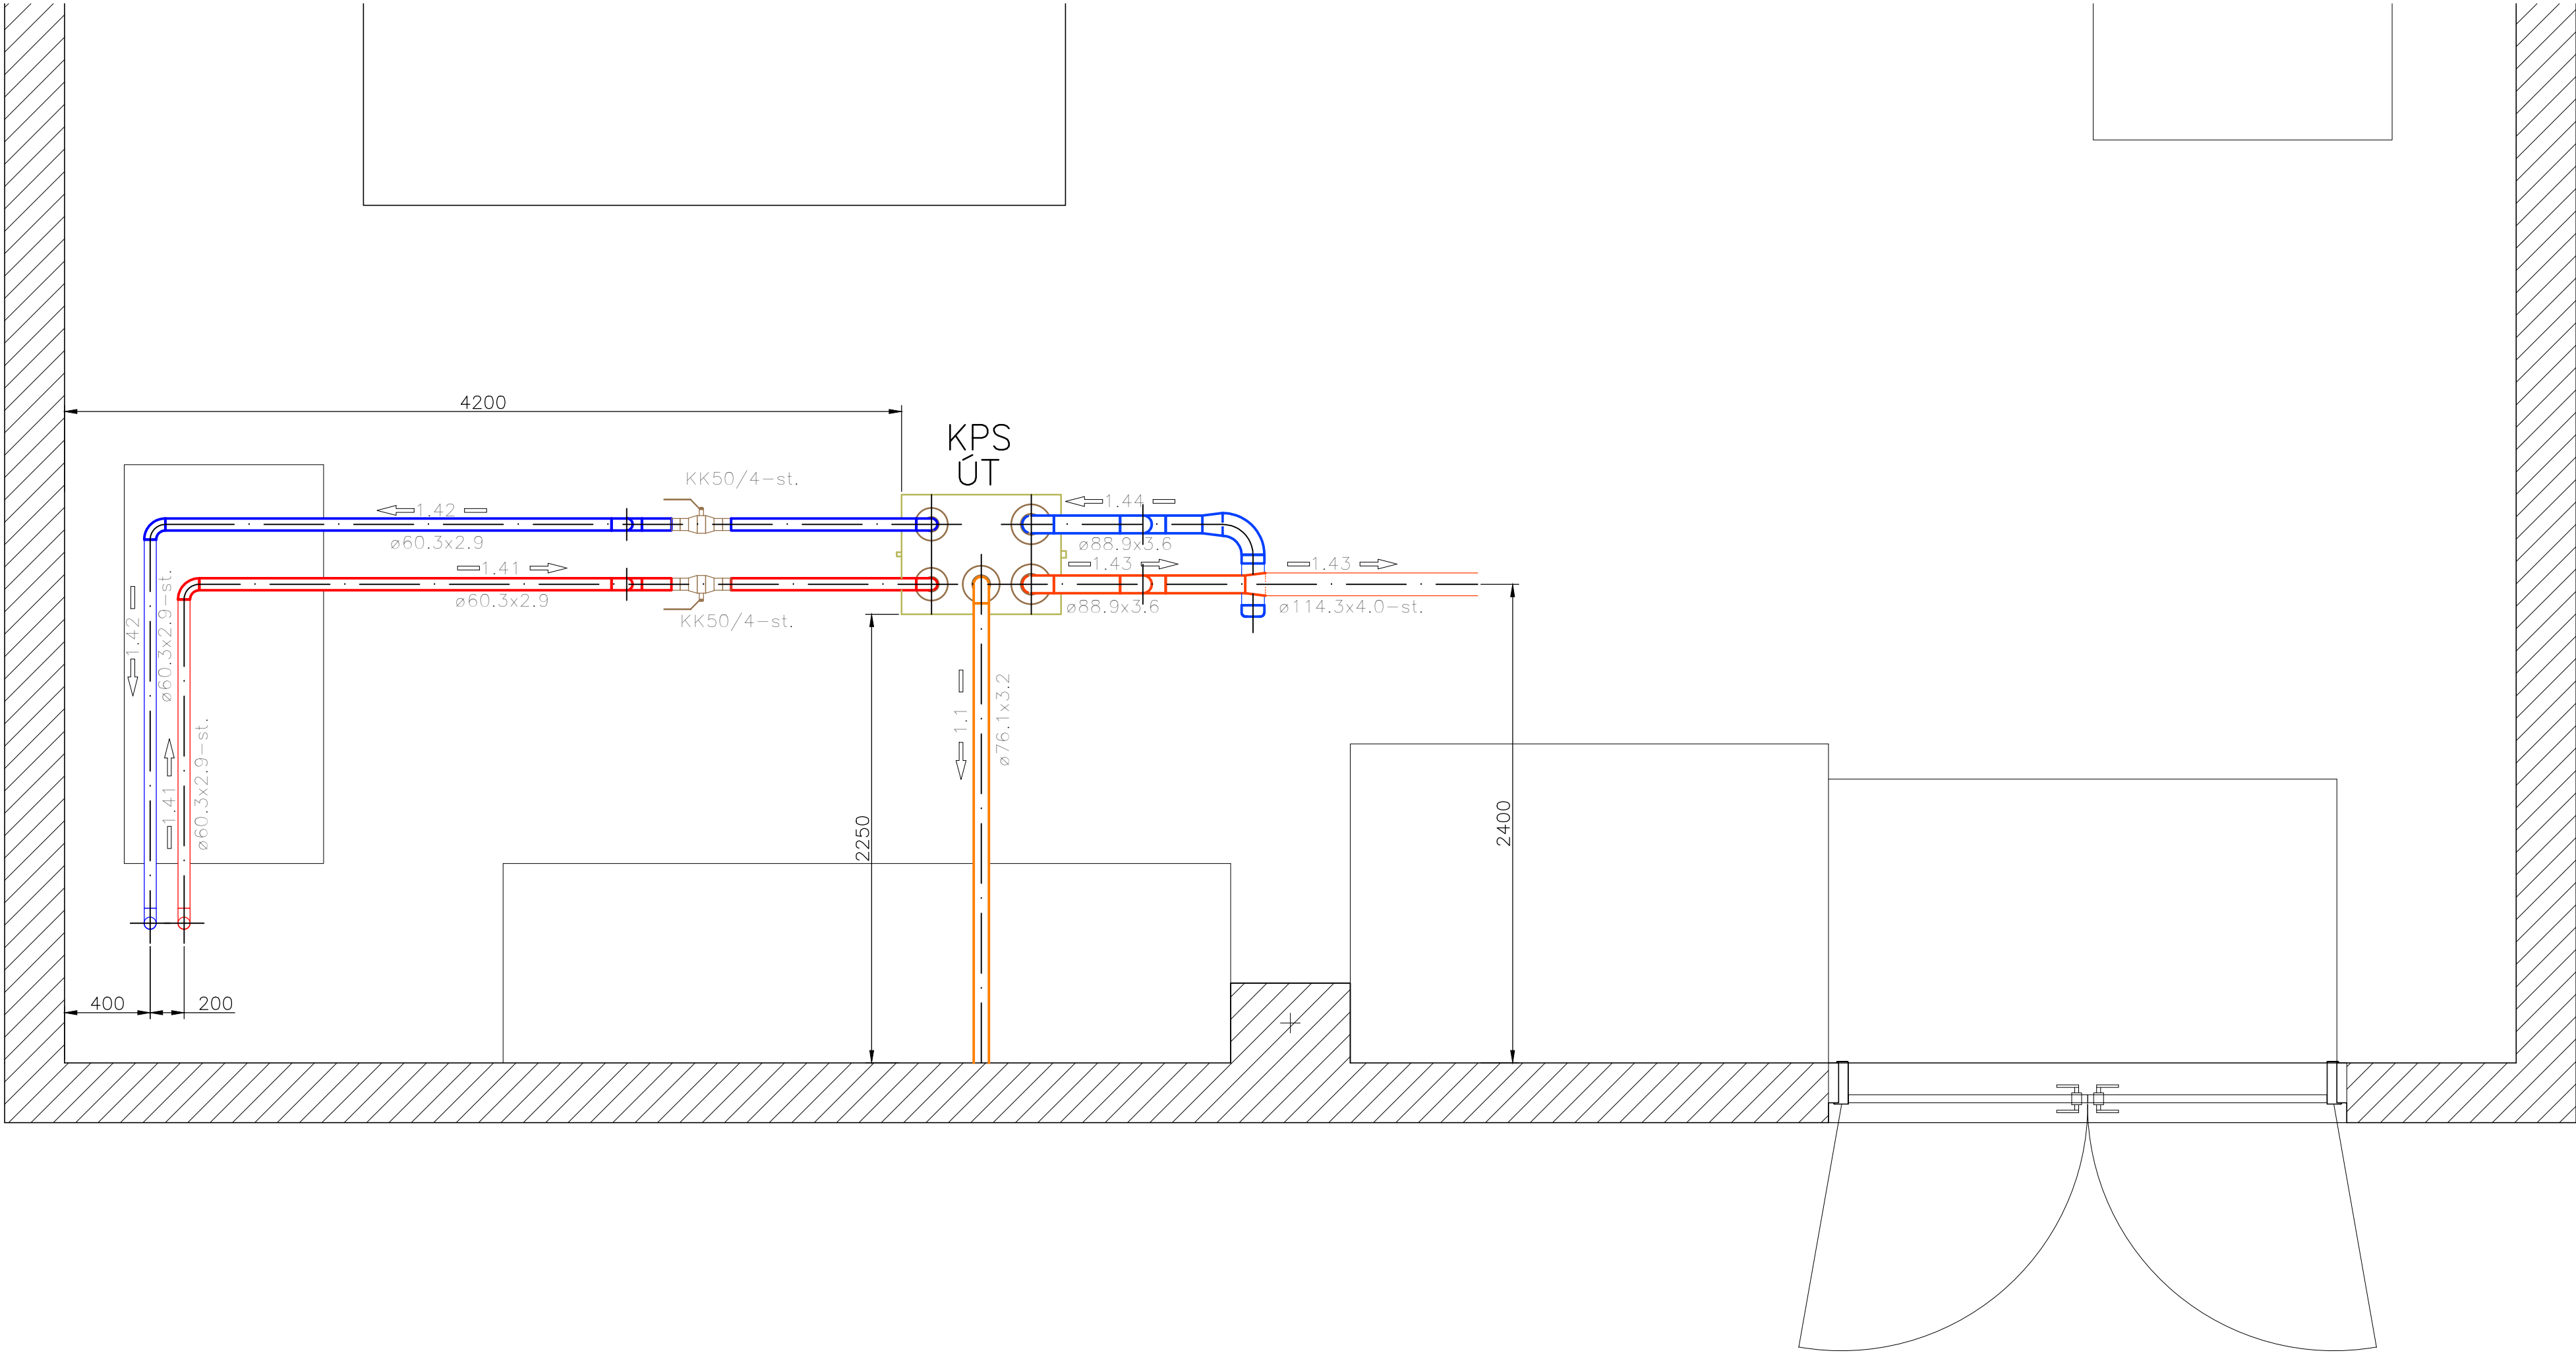 4200
KPS
ÚT
KK50/4-st.
1.42
ø60.3x2.9
1.44
ø88.9x3.6
1.41
ø60.3x2.9
KK50/4-st.
1.43
ø88.9x3.6
1.43
ø114.3x4.0-st.
1.42
ø60.3x2.9-st.
1.41
ø60.3x2.9-st.
1.1
ø76.1x3.2
2250
2400
400
200